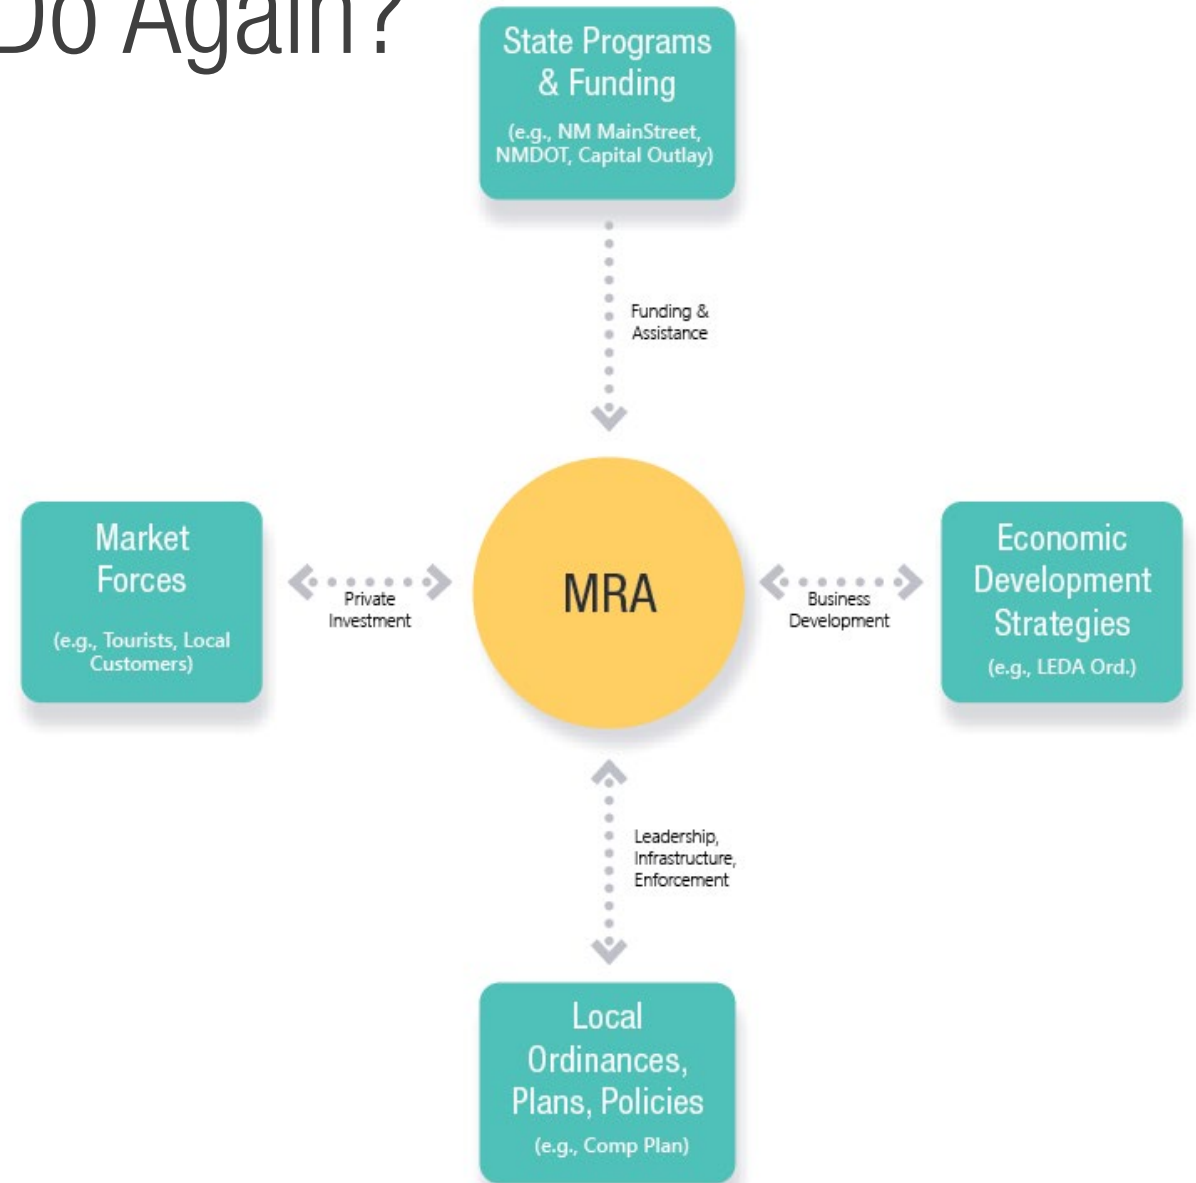 Do Again?
State Programs
& Funding
(e.g., NM MainStreet,
NMDOT, Capital Outlay)
Funding &
Assistance
Market
Forces
(e.g., Tourists, Local
Customers)
Private
Investment
MRA
Business
Development
Economic
Development
Strategies
(e.g., LEDA Ord.)
Leadership,
Infrastructure,
Enforcement
Local
Ordinances,
Plans, Policies
(e.g., Comp Plan)